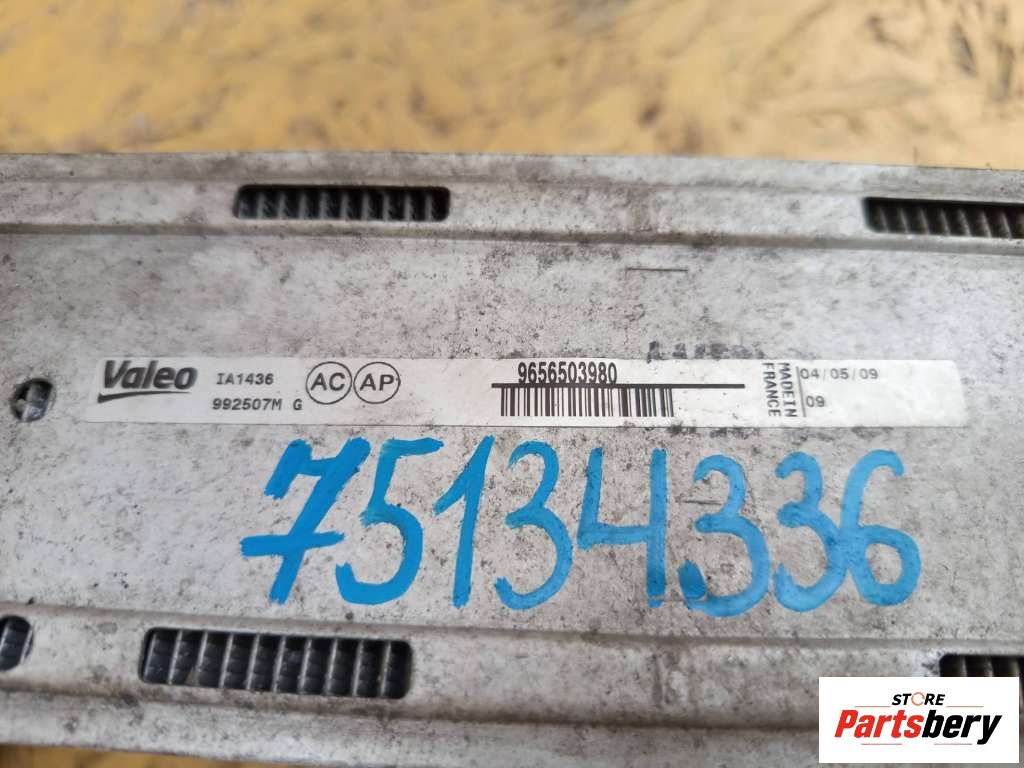 Valeo IA1436 AC AP 9656503980 MADE IN FRANCE 04/05/09
992507M G 09
75134336
STORE
Partsbery